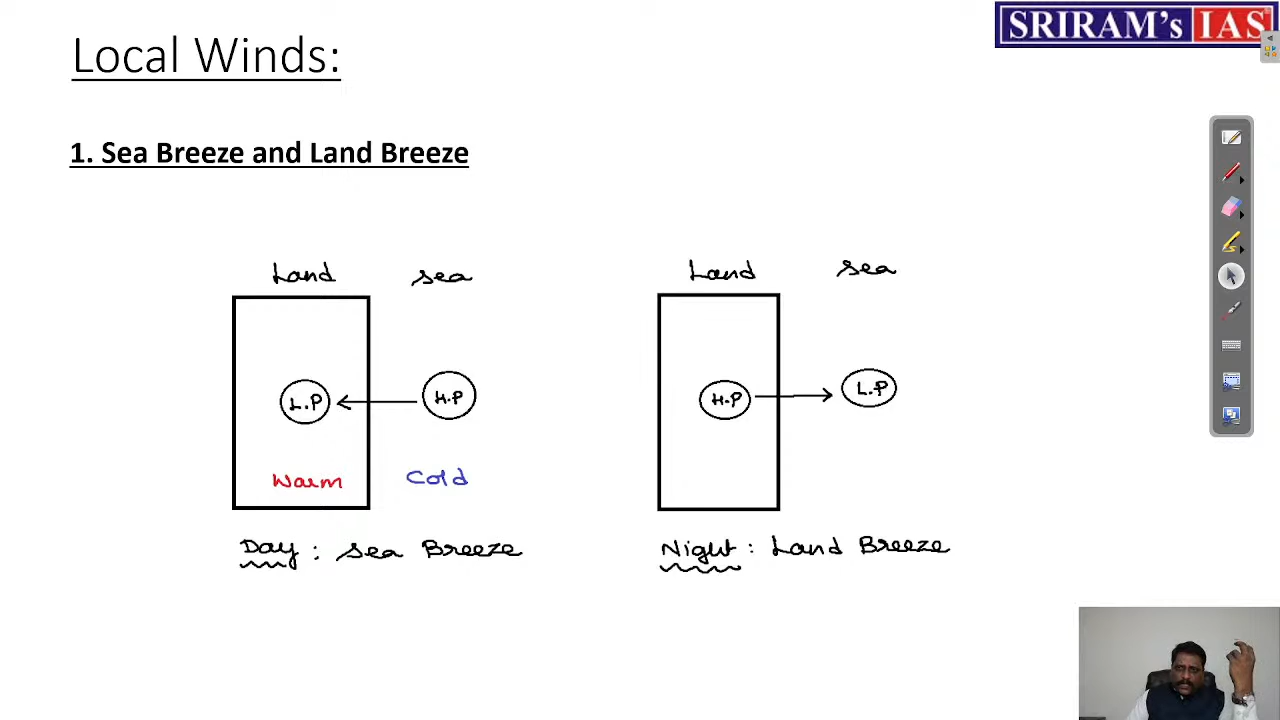 SRIRAM's IAS
Local Winds:
1. Sea Breeze and Land Breeze
Land sea
Land sea
L.P H.P
H.P L.P
Warm Cold
Day : sea Breeze
Night : Land Breeze